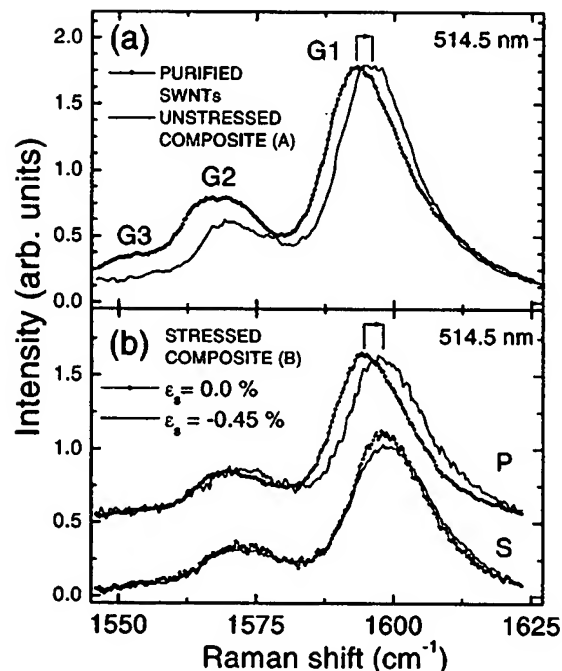 (a)
G1
514.5 nm
PURIFIED
SWNTs
UNSTRESSED
COMPOSITE (A)
G2
G3
2.0
1.5
1.0
0.5
0.0
Intensity (arb. units)
(b)
STRESSED
COMPOSITE (B)
514.5 nm
εs = 0.0 %
εs = -0.45 %
P
S
1.5
1.0
0.5
0.0
1550 1575 1600 1625
Raman shift (cm-1)